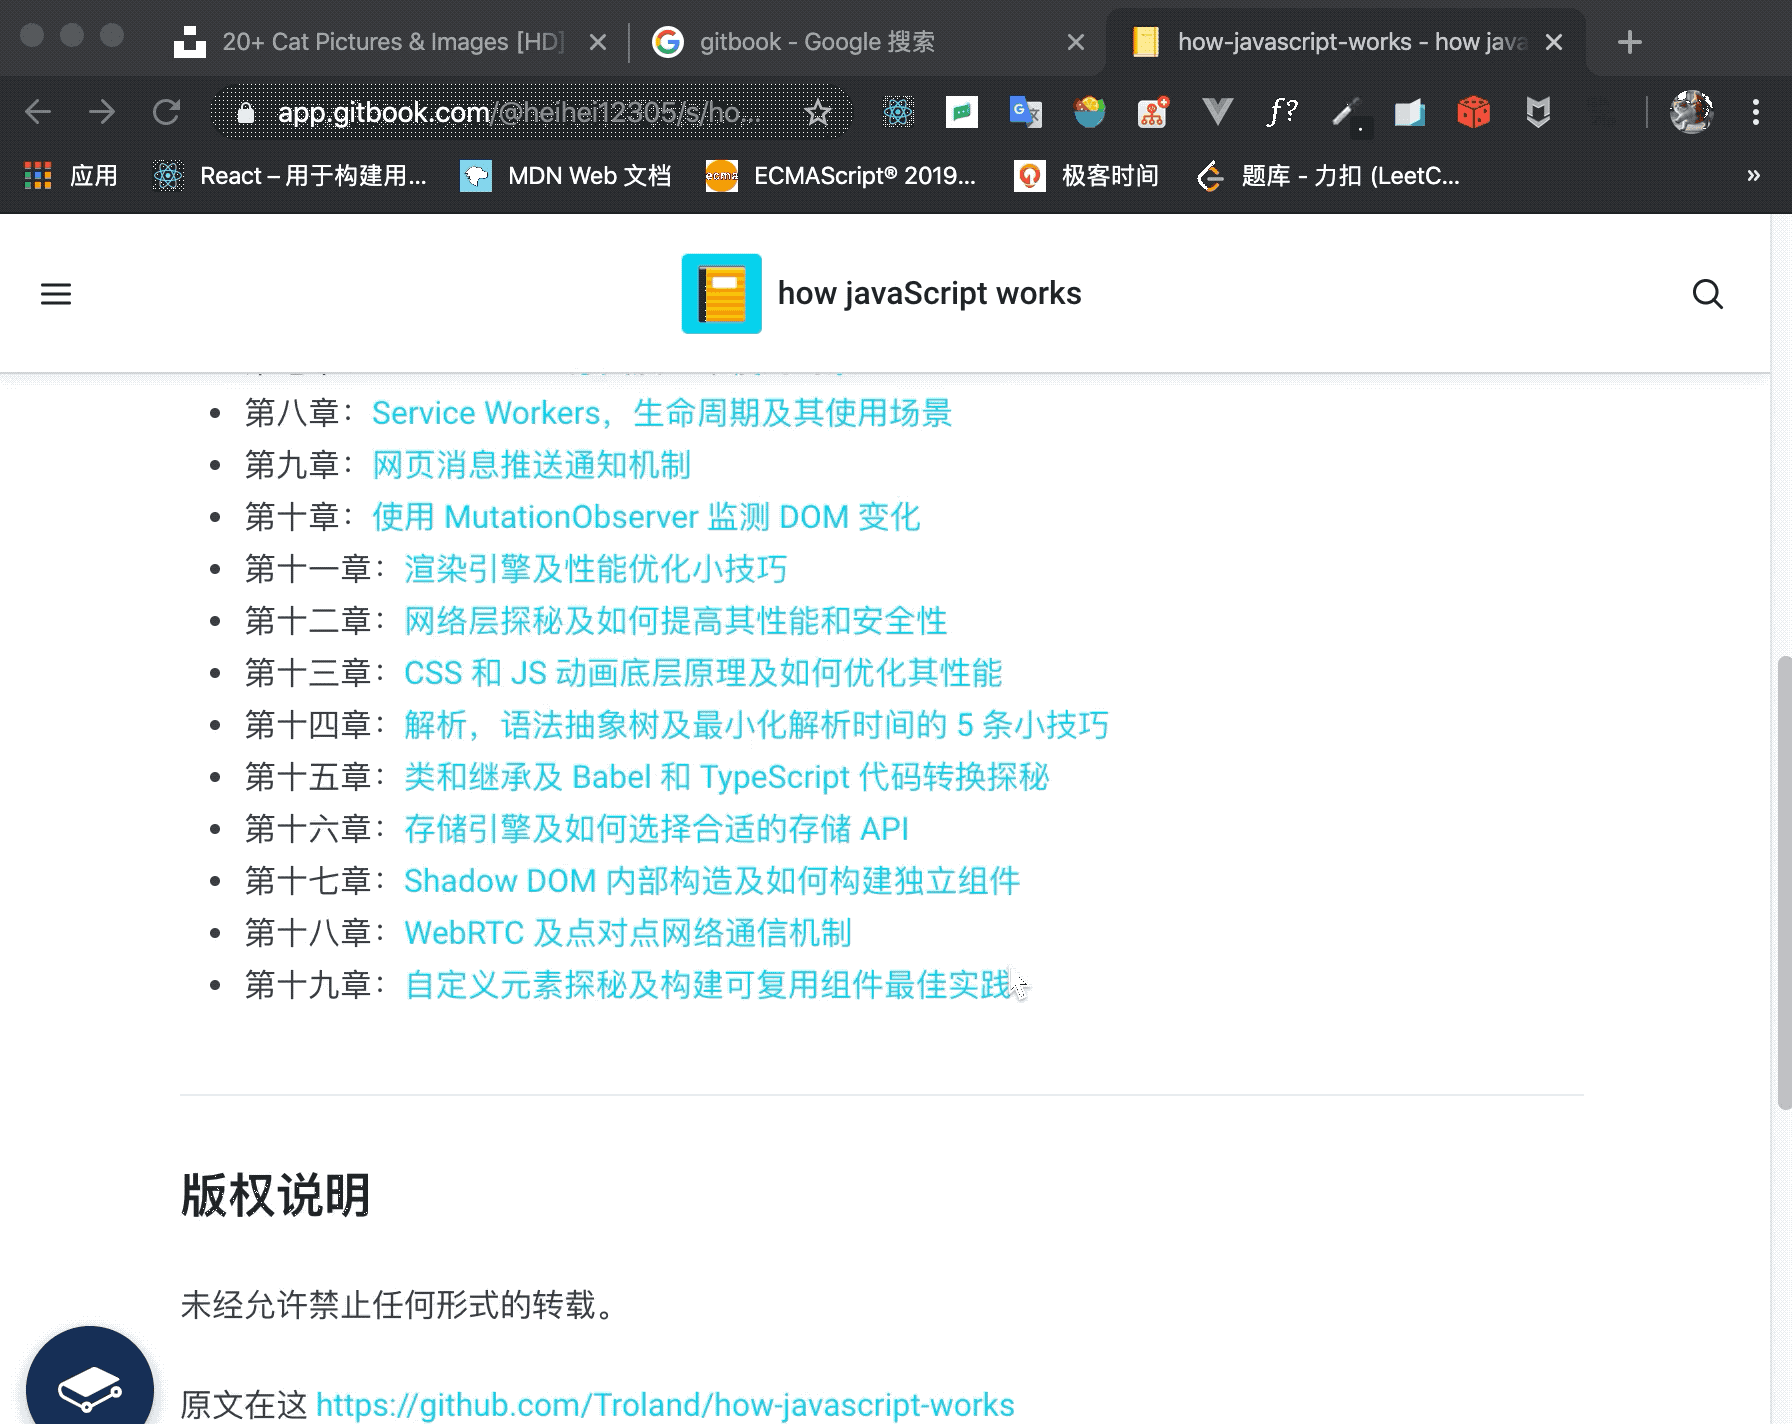 20+ Cat Pictures & Images [HD]
gitbook - Google 搜索
how-javascript-works - how java
app.gitbook.com/@heihei12305/s/ho...
f?
应用
React – 用于构建用...
MDN Web 文档
ecma
ECMAScript® 2019...
极客时间
题库 - 力扣 (LeetC...
»
how javaScript works
第八章：Service Workers，生命周期及其使用场景
第九章：网页消息推送通知机制
第十章：使用 MutationObserver 监测 DOM 变化
第十一章：渲染引擎及性能优化小技巧
第十二章：网络层探秘及如何提高其性能和安全性
第十三章：CSS 和 JS 动画底层原理及如何优化其性能
第十四章：解析，语法抽象树及最小化解析时间的 5 条小技巧
第十五章：类和继承及 Babel 和 TypeScript 代码转换探秘
第十六章：存储引擎及如何选择合适的存储 API
第十七章：Shadow DOM 内部构造及如何构建独立组件
第十八章：WebRTC 及点对点网络通信机制
第十九章：自定义元素探秘及构建可复用组件最佳实践
版权说明
未经允许禁止任何形式的转载。
原文在这 https://github.com/Troland/how-javascript-works